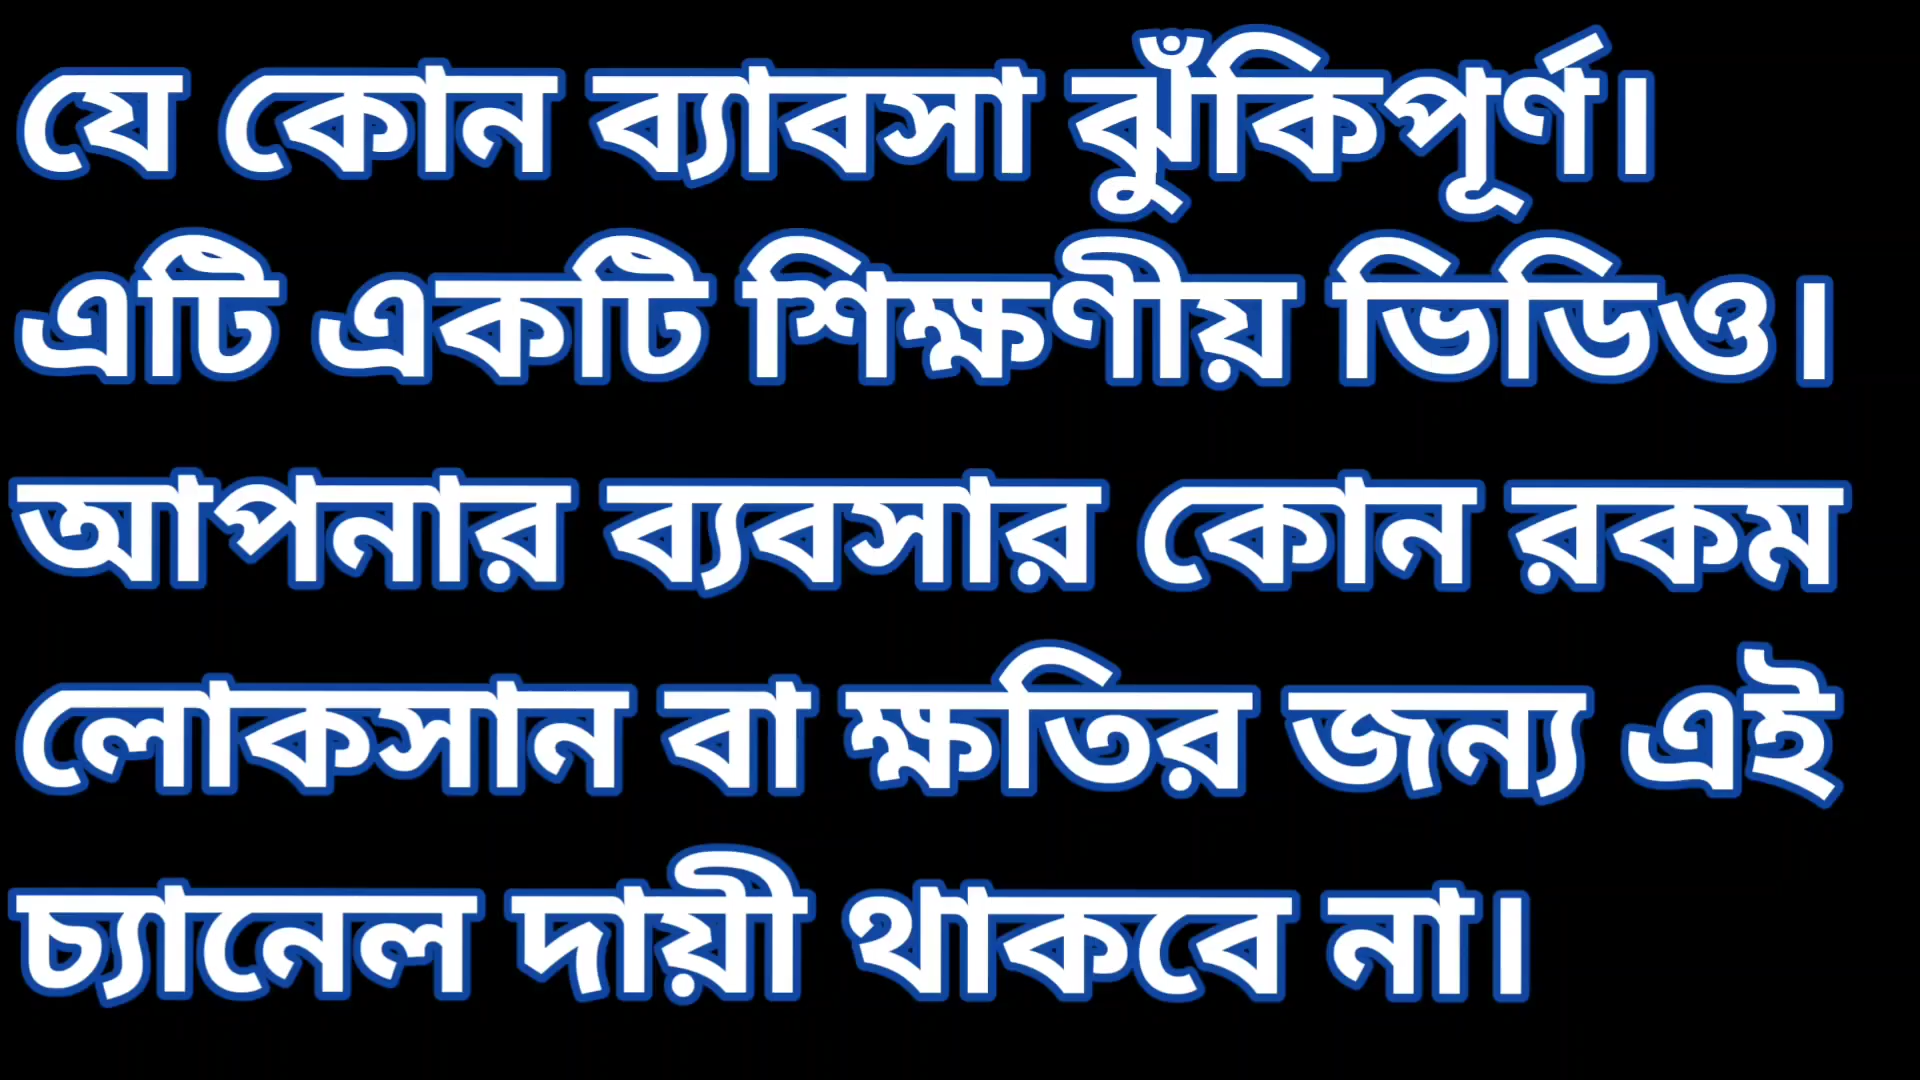 যে কোন ব্যাবসা ঝুঁকিপূর্ণ।
এটি একটি শিক্ষণীয় ভিডিও।
আপনার ব্যবসার কোন রকম
লোকসান বা ক্ষতির জন্য এই
চ্যানেল দায়ী থাকবে না।